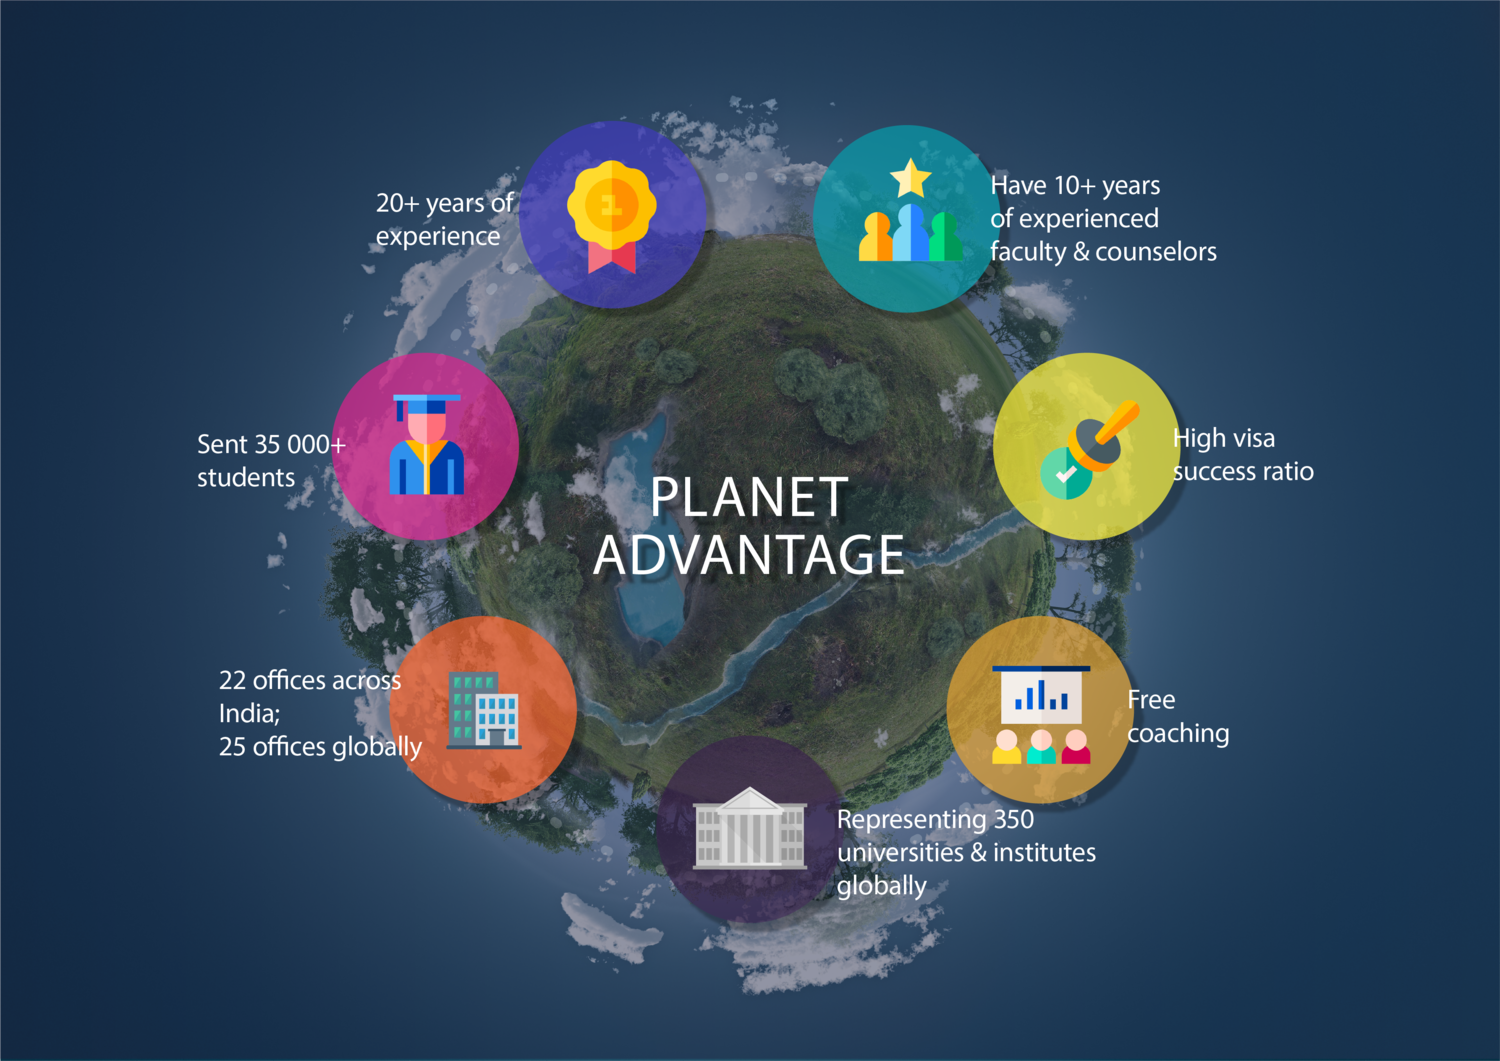 20+ years of
experience
Have 10+ years
of experienced
faculty & counselors
Sent 35 000+
students
High visa
success ratio
PLANET
ADVANTAGE
22 offices across
India;
25 offices globally
Free
coaching
Representing 350
universities & institutes
globally
1